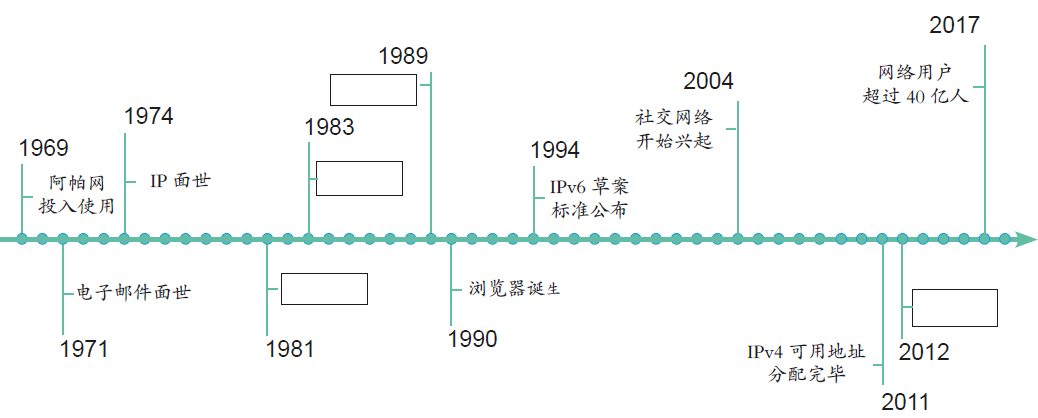 1969
阿帕网
投入使用
1971
电子邮件面世
1974
IP 面世
1981
1983
1989
1990
浏览器诞生
1994
IPv6 草案
标准公布
2004
社交网络
开始兴起
2011
IPv4 可用地址
分配完毕
2012
2017
网络用户
超过 40 亿人